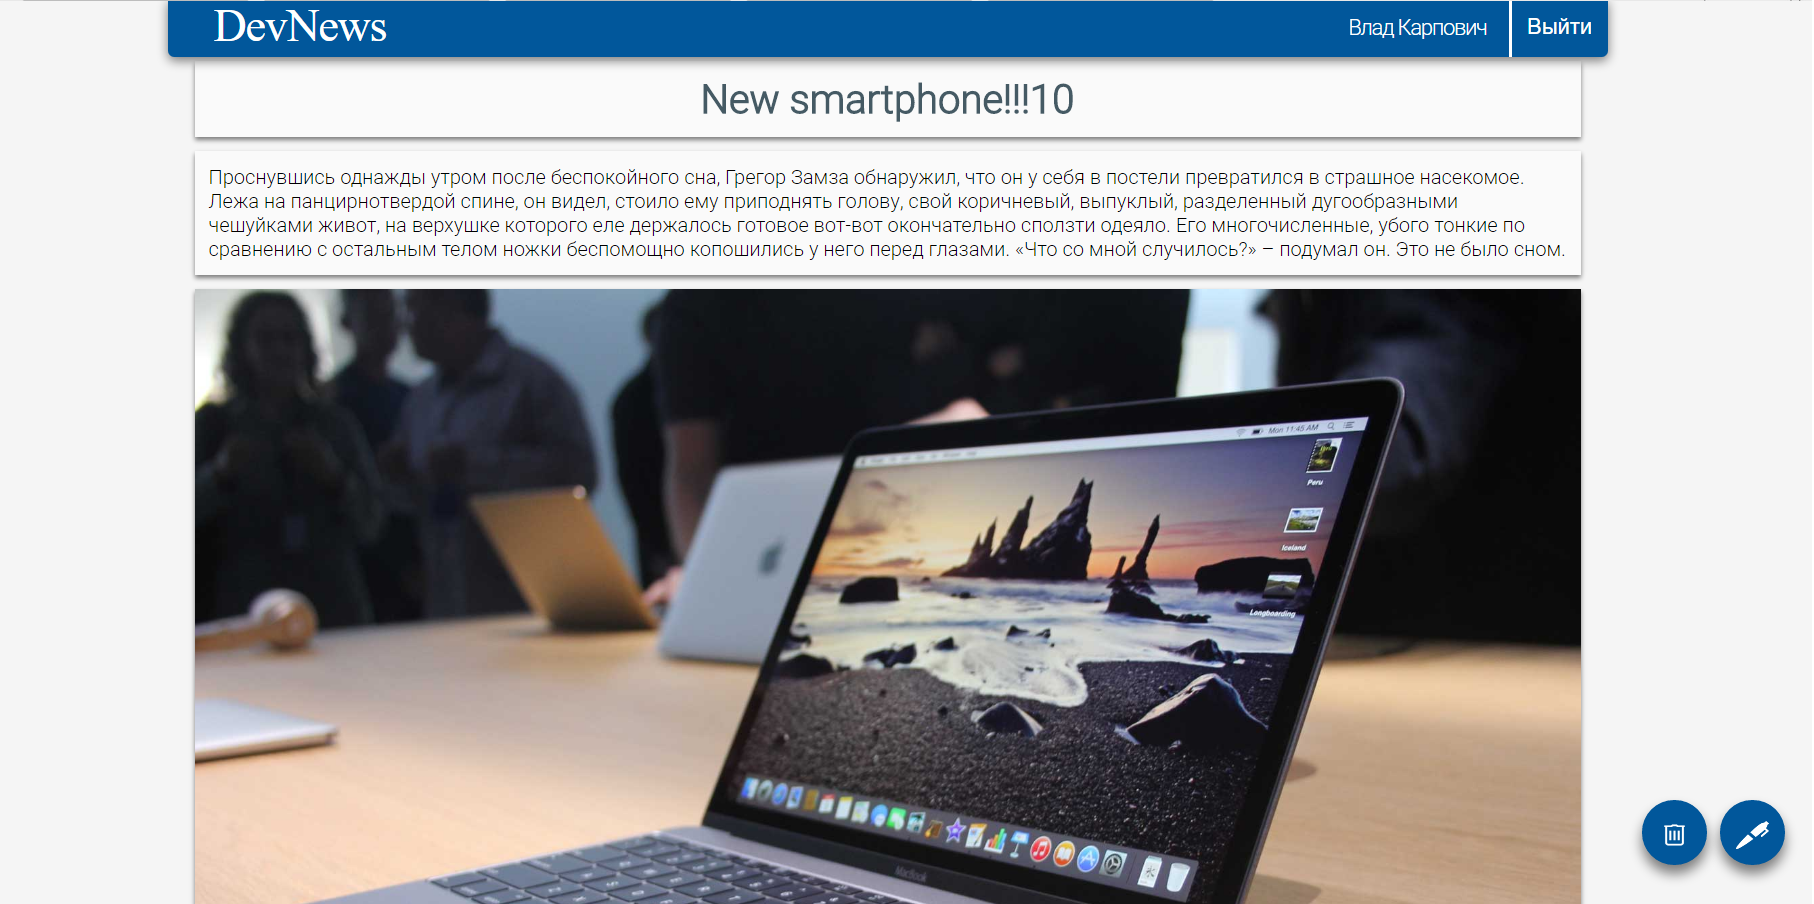 DevNews
Влад Карпович
Выйти
New smartphone!!!10
Проснувшись однажды утром после беспокойного сна, Грегор Замза обнаружил, что он у себя в постели превратился в страшное насекомое.
Лежа на панцирнотвердой спине, он видел, стоило ему приподнять голову, свой коричневый, выпуклый, разделенный дугообразными
чешуйками живот, на верхушке которого еле держалось готовое вот-вот окончательно сползти одеяло. Его многочисленные, убого тонкие по
сравнению с остальным телом ножки беспомощно копошились у него перед глазами. «Что со мной случилось?» – подумал он. Это не было сном.
Mon 11:45 AM
Peru
Iceland
Longboarding
MacBook